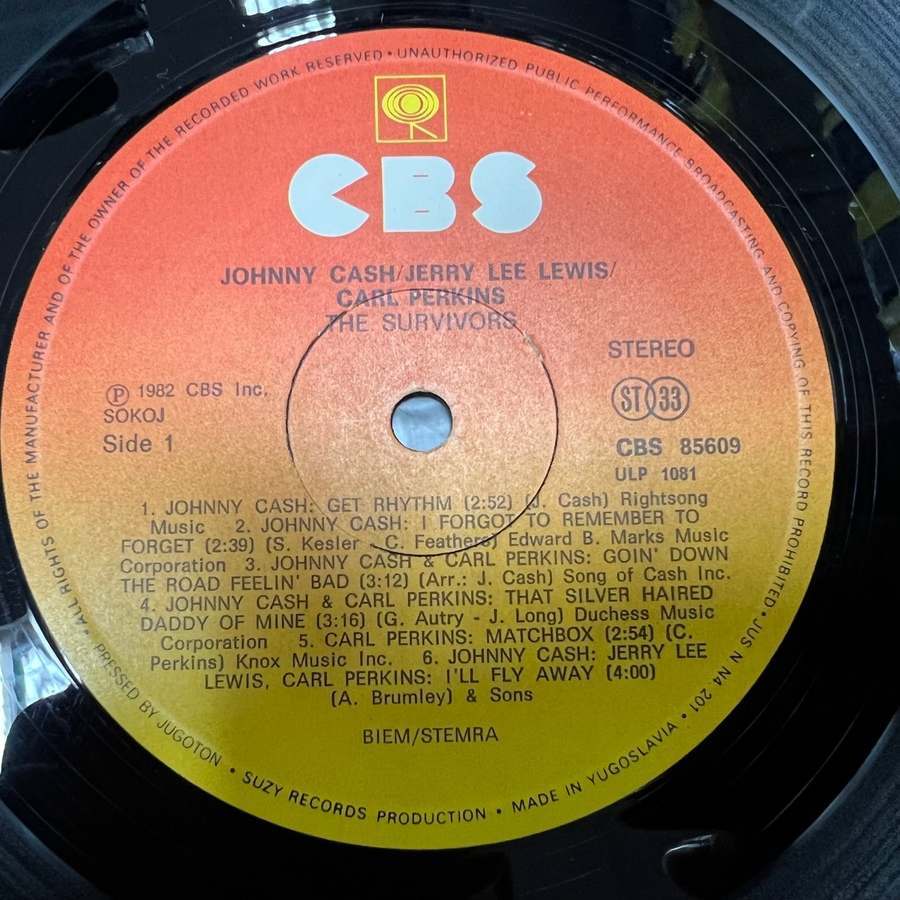 • ALL RIGHTS OF THE MANUFACTURER AND OF THE OWNER OF THE RECORDED WORK RESERVED • UNAUTHORIZED PUBLIC PERFORMANCE BROADCASTING AND COPYING OF THIS RECORD PROHIBITED • JUS N N4 201 •
CBS
JOHNNY CASH/JERRY LEE LEWIS/
CARL PERKINS
THE SURVIVORS
STEREO
Ⓟ 1982 CBS Inc.
SOKOJ
Side 1
ST 33
CBS 85609
ULP 1081
1. JOHNNY CASH: GET RHYTHM (2:52) (J. Cash) Rightsong
Music 2. JOHNNY CASH: I FORGOT TO REMEMBER TO
FORGET (2:39) (S. Kesler - C. Feathers) Edward B. Marks Music
Corporation 3. JOHNNY CASH & CARL PERKINS: GOIN' DOWN
THE ROAD FEELIN' BAD (3:12) (Arr.: J. Cash) Song of Cash Inc.
4. JOHNNY CASH & CARL PERKINS: THAT SILVER HAIRED
DADDY OF MINE (3:16) (G. Autry - J. Long) Duchess Music
Corporation 5. CARL PERKINS: MATCHBOX (2:54) (C.
Perkins) Knox Music Inc. 6. JOHNNY CASH: JERRY LEE
LEWIS, CARL PERKINS: I'LL FLY AWAY (4:00)
(A. Brumley) & Sons
BIEM/STEMRA
PRESSED BY JUGOTON • SUZY RECORDS PRODUCTION • MADE IN YUGOSLAVIA •